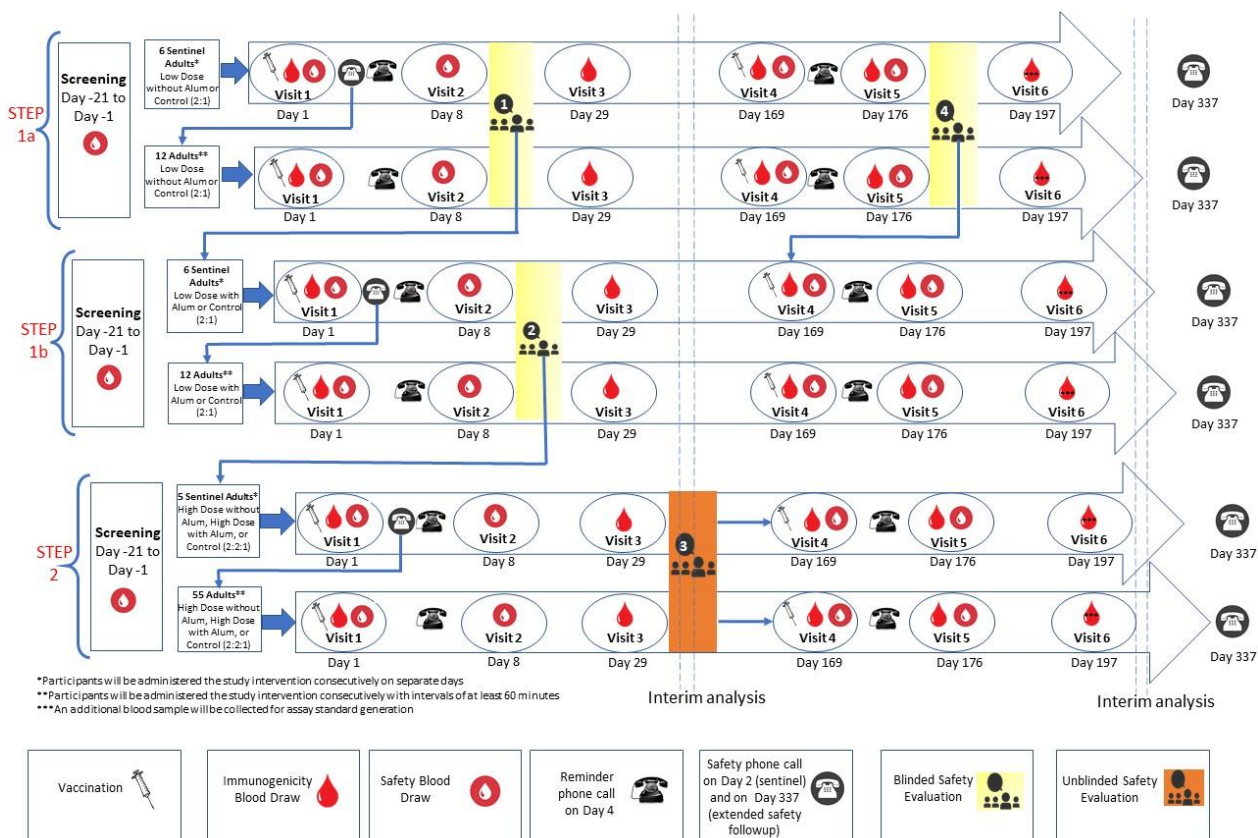 STEP
1a
Screening
Day -21 to
Day -1
6 Sentinel
Adults*
Low Dose
without Alum or
Control (2:1)
Visit 1
Day 1
Visit 2
Day 8
1
Visit 3
Day 29
Visit 4
Day 169
Visit 5
Day 176
4
Visit 6
Day 197
Day 337
12 Adults**
Low Dose
without Alum or
Control (2:1)
Visit 1
Day 1
Visit 2
Day 8
Visit 3
Day 29
Visit 4
Day 169
Visit 5
Day 176
Visit 6
Day 197
Day 337
STEP
1b
Screening
Day -21 to
Day -1
6 Sentinel
Adults*
Low Dose with
Alum or Control
(2:1)
Visit 1
Day 1
Visit 2
Day 8
2
Visit 3
Day 29
Visit 4
Day 169
Visit 5
Day 176
Visit 6
Day 197
Day 337
12 Adults**
Low Dose with
Alum or Control
(2:1)
Visit 1
Day 1
Visit 2
Day 8
Visit 3
Day 29
Visit 4
Day 169
Visit 5
Day 176
Visit 6
Day 197
Day 337
STEP
2
Screening
Day -21 to
Day -1
5 Sentinel Adults*
High Dose without
Alum, High Dose
with Alum, or
Control (2:2:1)
Visit 1
Day 1
Visit 2
Day 8
Visit 3
Day 29
3
Visit 4
Day 169
Visit 5
Day 176
Visit 6
Day 197
Day 337
55 Adults**
High Dose without
Alum, High Dose
with Alum, or
Control (2:2:1)
Visit 1
Day 1
Visit 2
Day 8
Visit 3
Day 29
Visit 4
Day 169
Visit 5
Day 176
Visit 6
Day 197
Day 337
*Participants will be administered the study intervention consecutively on separate days
**Participants will be administered the study intervention consecutively with intervals of at least 60 minutes
***An additional blood sample will be collected for assay standard generation
Interim analysis
Interim analysis
Vaccination
Immunogenicity
Blood Draw
Safety Blood
Draw
Reminder
phone call
on Day 4
Safety phone call
on Day 2 (sentinel)
and on Day 337
(extended safety
followup)
Blinded Safety
Evaluation
Unblinded Safety
Evaluation